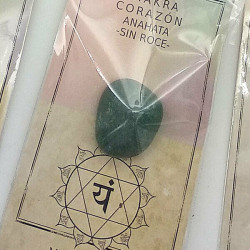 CORAZÓN
ANAHATA
-SIN ROCE-
यं